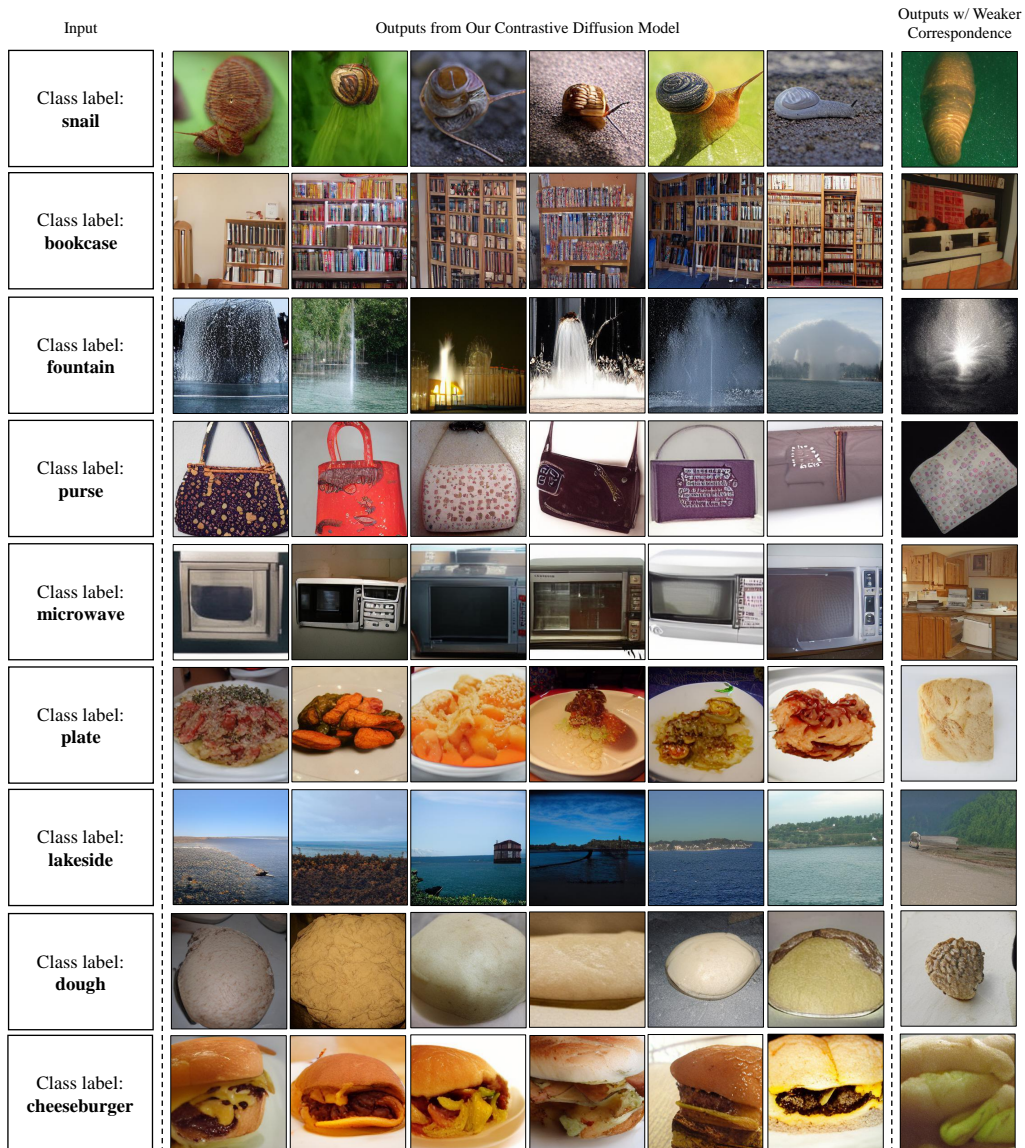 Input
Outputs from Our Contrastive Diffusion Model
Outputs w/ Weaker
Correspondence
Class label:
snail
Class label:
bookcase
Class label:
fountain
Class label:
purse
Class label:
microwave
Class label:
plate
Class label:
lakeside
Class label:
dough
Class label:
cheeseburger